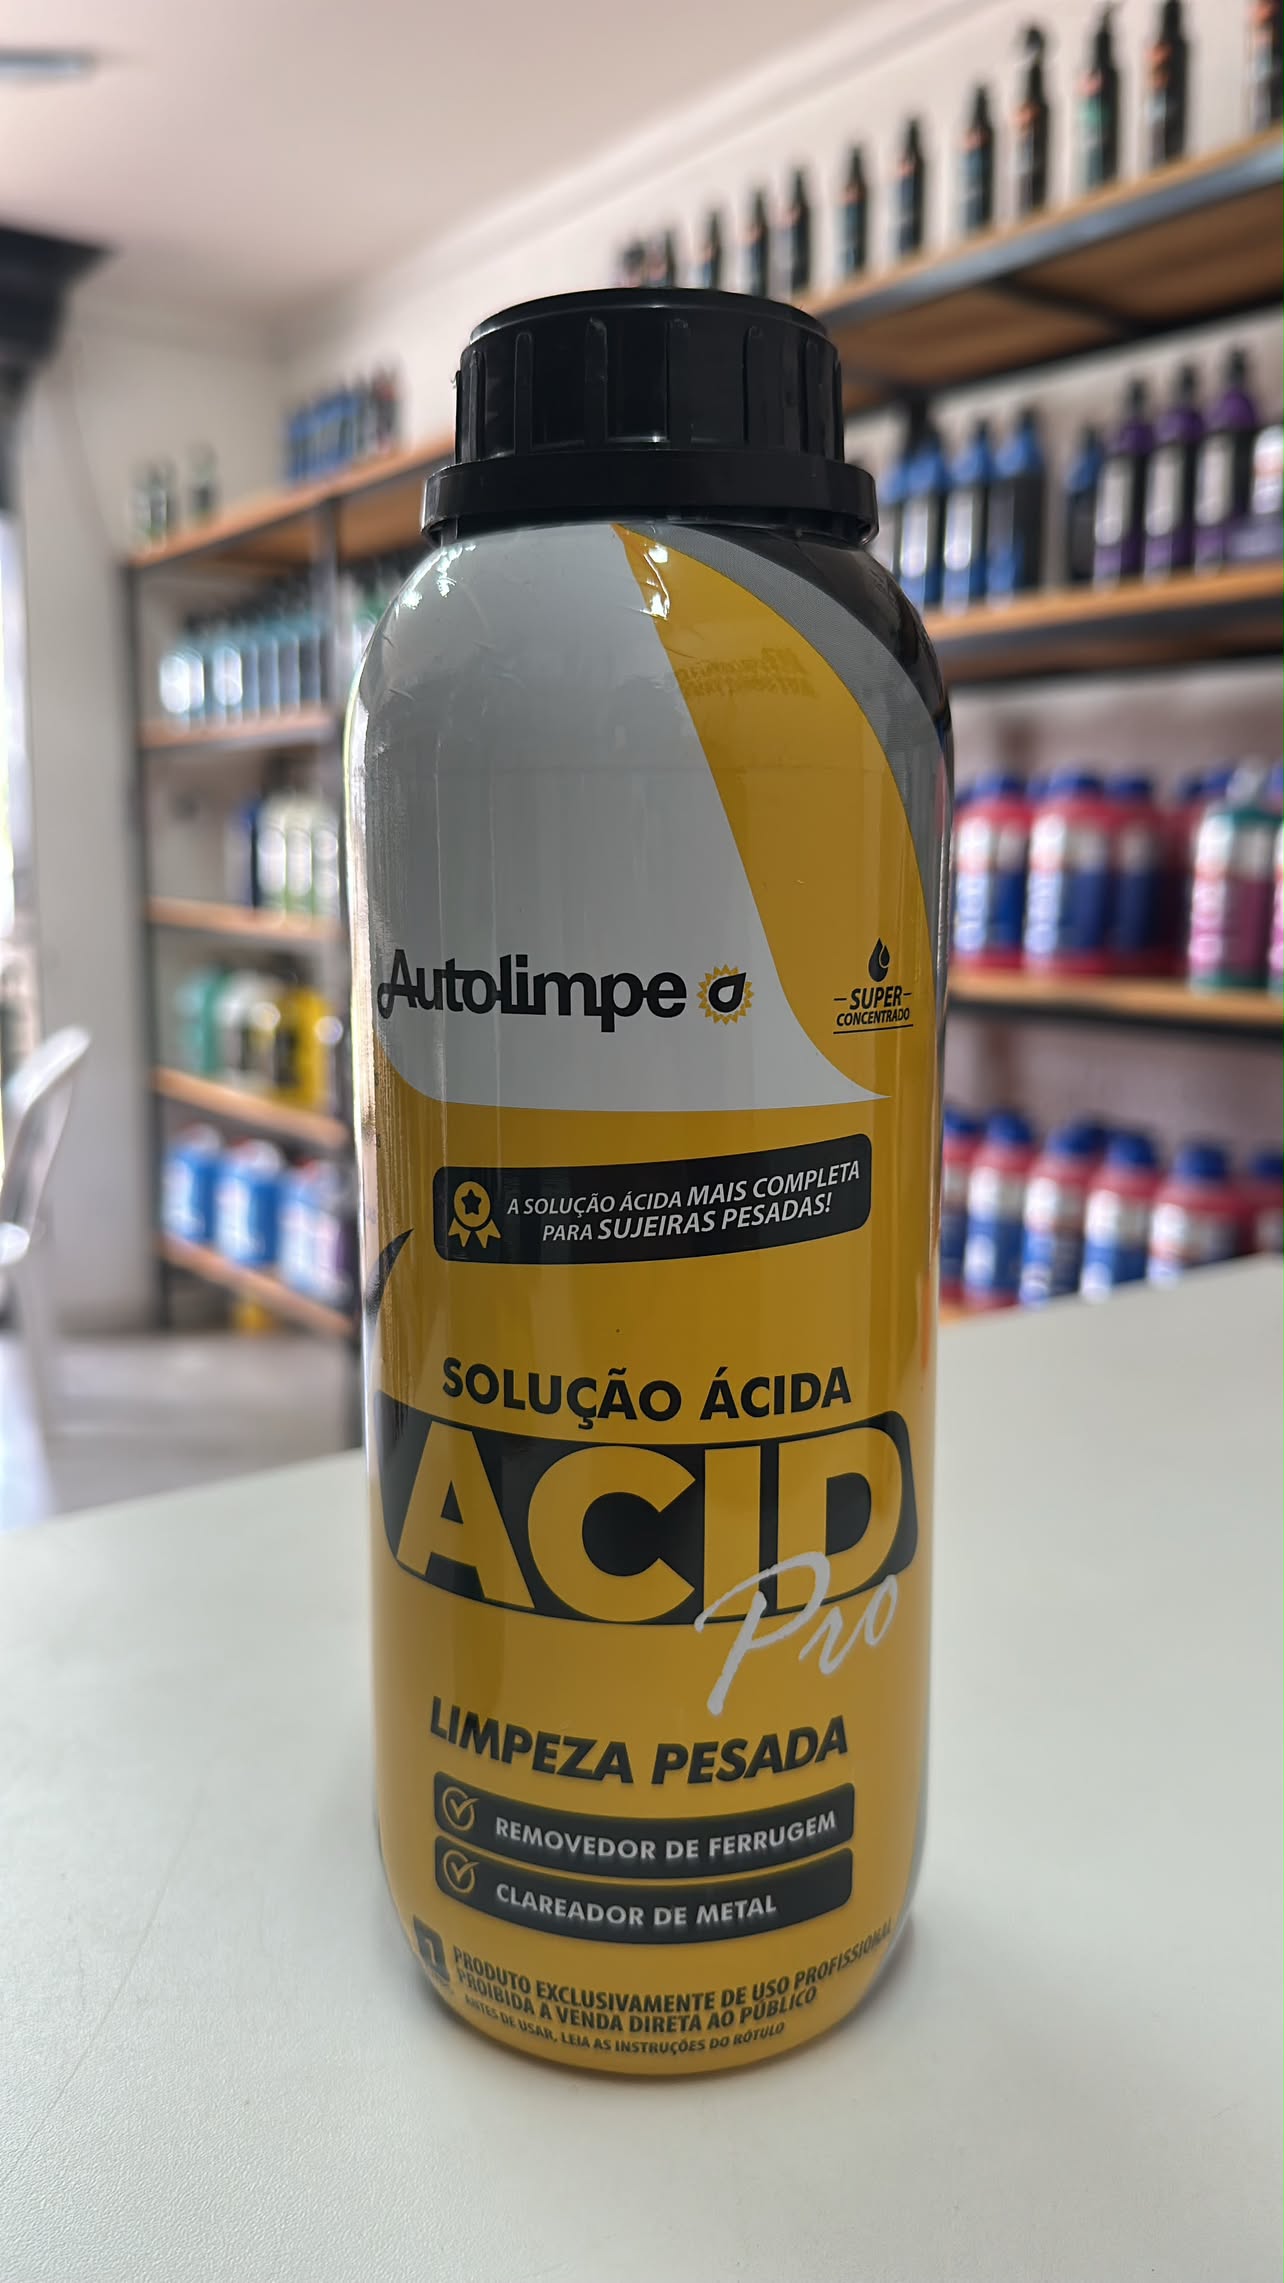 Autolimpe
SUPER
CONCENTRADO
A SOLUÇÃO ÁCIDA MAIS COMPLETA
PARA SUJEIRAS PESADAS!
SOLUÇÃO ÁCIDA
ACID
Pro
LIMPEZA PESADA
REMOVEDOR DE FERRUGEM
CLAREADOR DE METAL
1
PRODUTO EXCLUSIVAMENTE DE USO PROFISSIONAL
PROIBIDA A VENDA DIRETA AO PÚBLICO
ANTES DE USAR, LEIA AS INSTRUÇÕES DO RÓTULO